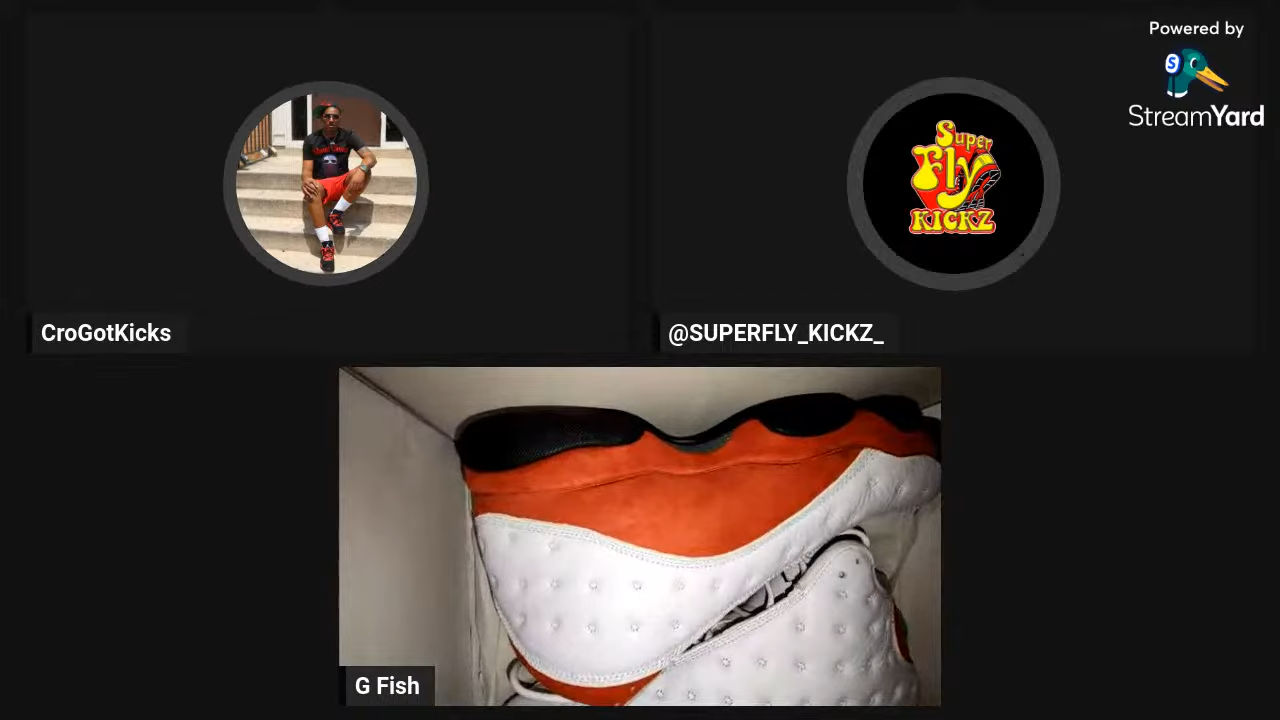 Powered by
StreamYard
Super
Fly
KICKZ
CroGotKicks
@SUPERFLY_KICKZ_
G Fish